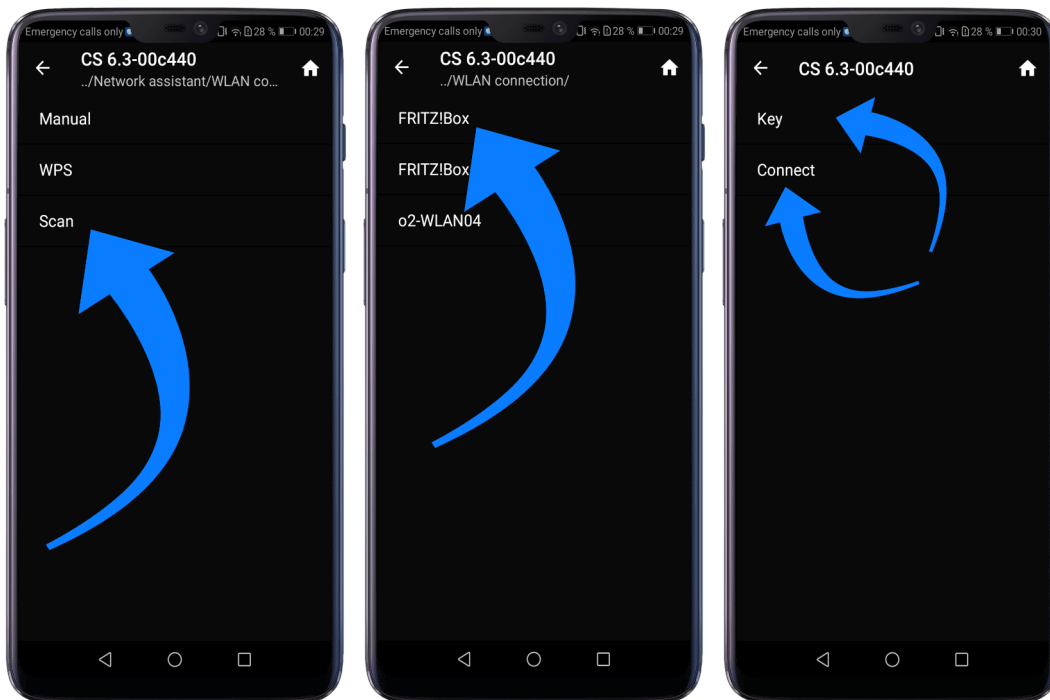 Emergency calls only 28 % 00:29
CS 6.3-00c440
../Network assistant/WLAN co...
Manual
WPS
Scan
Emergency calls only 28 % 00:29
CS 6.3-00c440
../WLAN connection/
FRITZ!Box
FRITZ!Box
o2-WLAN04
Emergency calls only 28 % 00:30
CS 6.3-00c440
Key
Connect